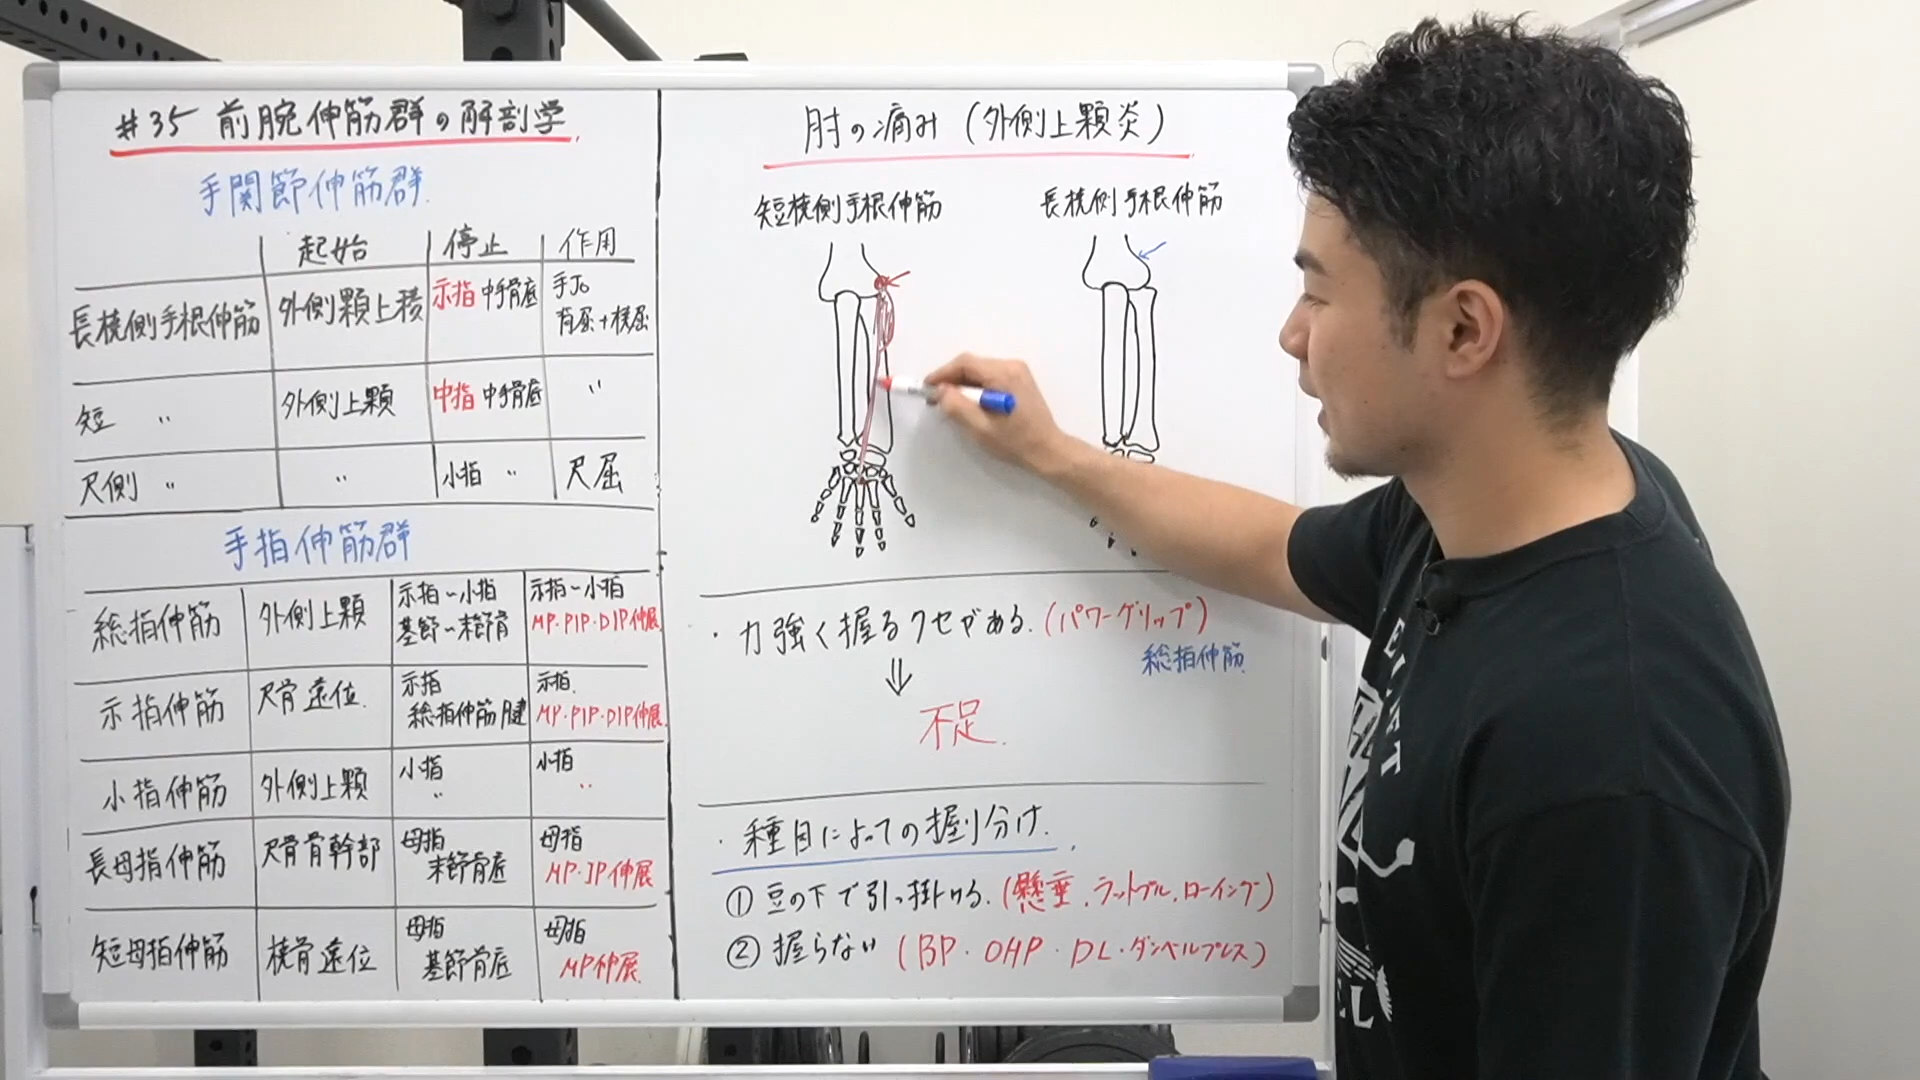 #35 前腕伸筋群の解剖学
手関節伸筋群.
起始 停止 作用
長橈側手根伸筋 外側顆上稜 示指 中手骨底 手Jo 背屈+橈屈
短 〃 外側上顆 中指 中手骨底 〃
尺側 〃 〃 小指 〃 尺屈
手指伸筋群
総指伸筋 外側上顆 示指~小指 基節~末節骨 示指~小指 MP・PIP・DIP伸展
示指伸筋 尺骨遠位. 示指 総指伸筋腱 示指. MP・PIP・DIP伸展
小指伸筋 外側上顆 小指 〃 小指 〃
長母指伸筋 尺骨骨幹部 母指 末節骨底 母指 MP・IP伸展
短母指伸筋 橈骨遠位 母指 基節骨底 母指 MP伸展
肘の痛み(外側上顆炎)
短橈側手根伸筋 長橈側手根伸筋
・力強く握るクセがある.(パワーグリップ)
総指伸筋
⇓
不足.
・種目によっての握り分け.
① 豆の下で引っ掛ける.(懸垂.ラットプル.ローイング)
② 握らない (BP・OHP・DL・ダンベルプレス)